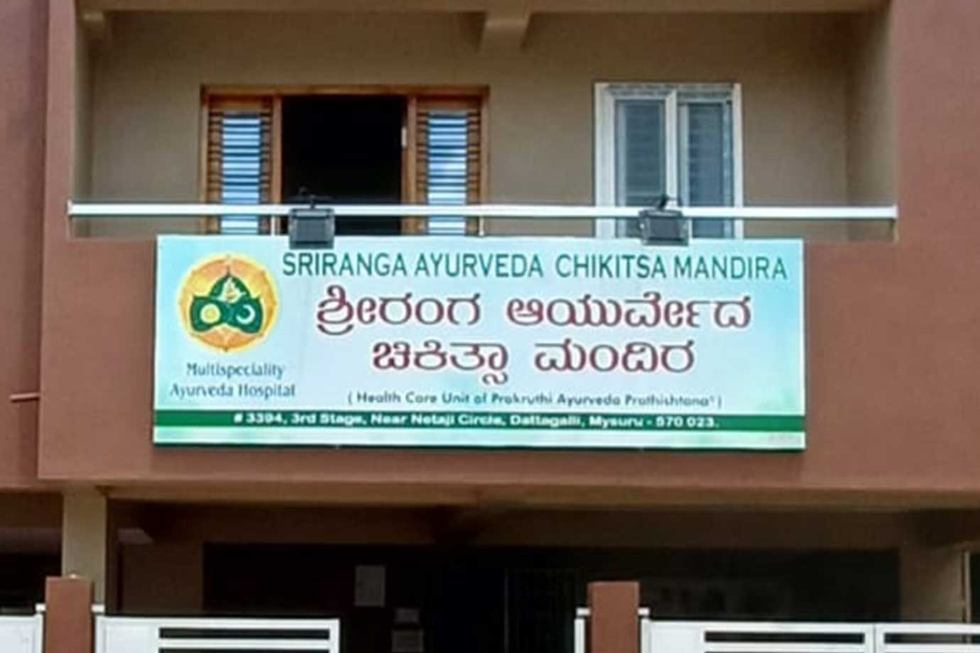 SRIRANGA AYURVEDA CHIKITSA MANDIRA
ಶ್ರೀರಂಗ ಆಯುರ್ವೇದ
ಚಿಕಿತ್ಸಾ ಮಂದಿರ
Multispeciality
Ayurveda Hospital
( Health Care Unit of Prakruthi Ayurveda Prathishtana® )
# 3394, 3rd Stage, Near Netaji Circle, Dattagalli, Mysuru - 570 023.